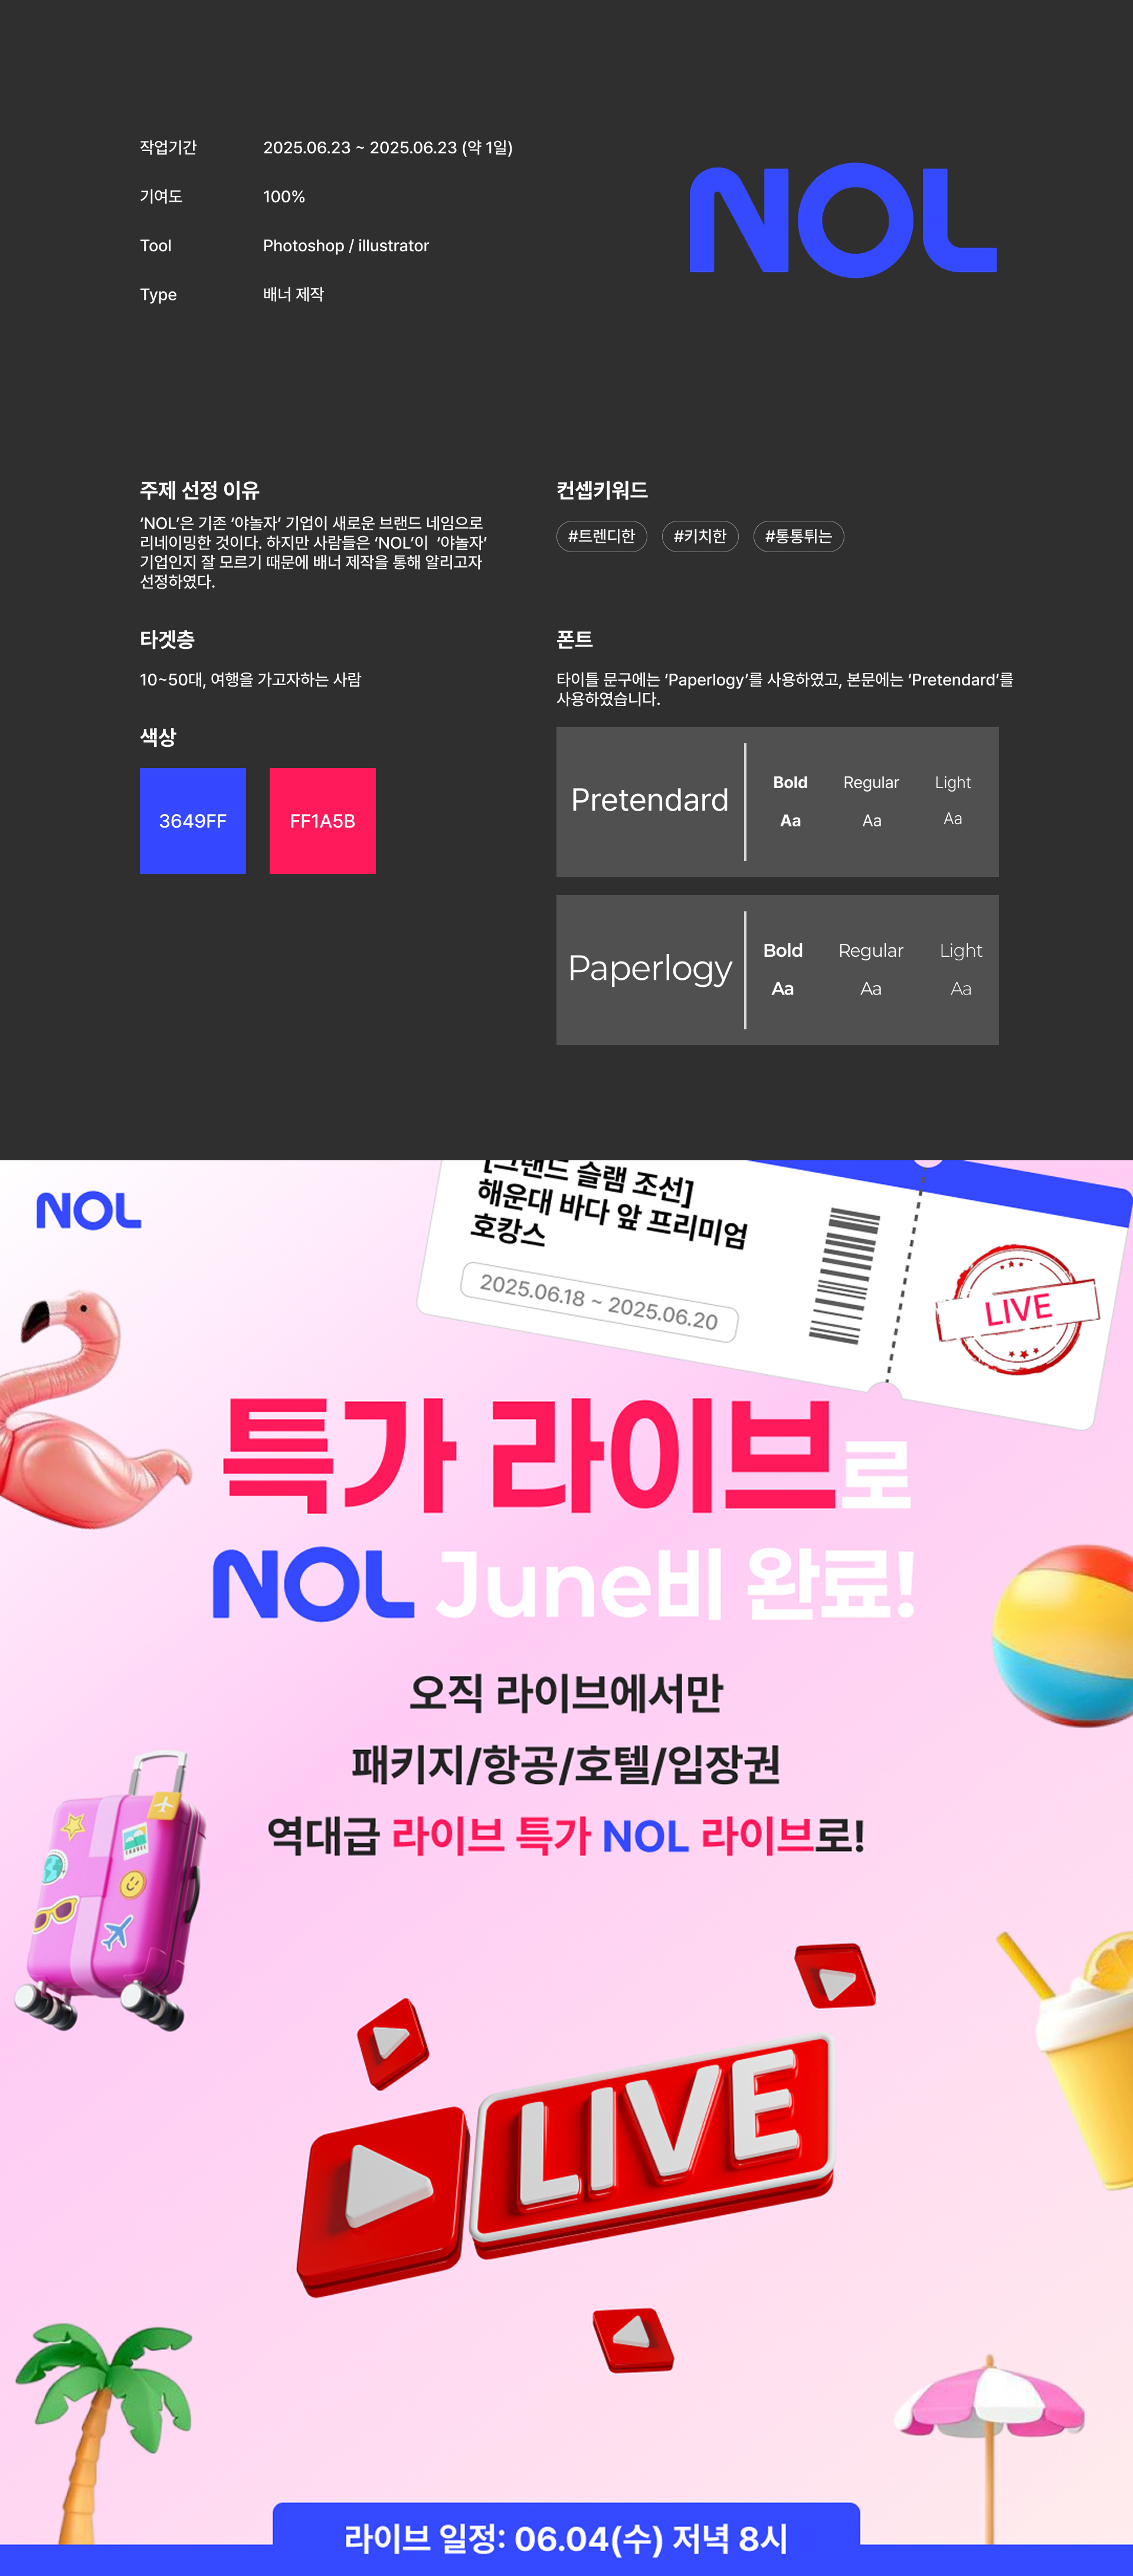 작업기간 2025.06.23 ~ 2025.06.23 (약 1일)
기여도 100%
Tool Photoshop / illustrator
Type 배너 제작
NOL
주제 선정 이유
‘NOL’은 기존 ‘야놀자’ 기업이 새로운 브랜드 네임으로
리네이밍한 것이다. 하지만 사람들은 ‘NOL’이 ‘야놀자’
기업인지 잘 모르기 때문에 배너 제작을 통해 알리고자
선정하였다.
컨셉키워드
#트렌디한 #키치한 #통통튀는
타겟층
10~50대, 여행을 가고자하는 사람
색상
3649FF FF1A5B
폰트
타이틀 문구에는 ‘Paperlogy’를 사용하였고, 본문에는 ‘Pretendard’를
사용하였습니다.
Pretendard
Bold Regular Light
Aa Aa Aa
Paperlogy
Bold Regular Light
Aa Aa Aa
NOL
[그랜드 슬램 조선]
해운대 바다 앞 프리미엄
호캉스
2025.06.18 ~ 2025.06.20
LIVE
특가 라이브로
NOL June비 완료!
오직 라이브에서만
패키지/항공/호텔/입장권
역대급 라이브 특가 NOL 라이브로!
TRAVEL
LIVE
라이브 일정: 06.04(수) 저녁 8시